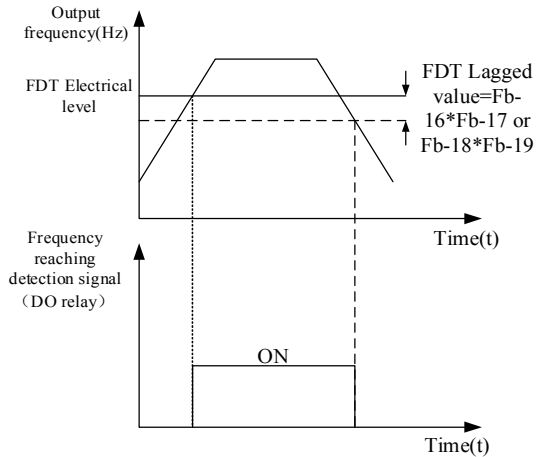 Output
frequency(Hz)
FDT Electrical
level
FDT Lagged
value=Fb-
16*Fb-17 or
Fb-18*Fb-19
Time(t)
Frequency
reaching
detection signal
（DO relay）
ON
Time(t)